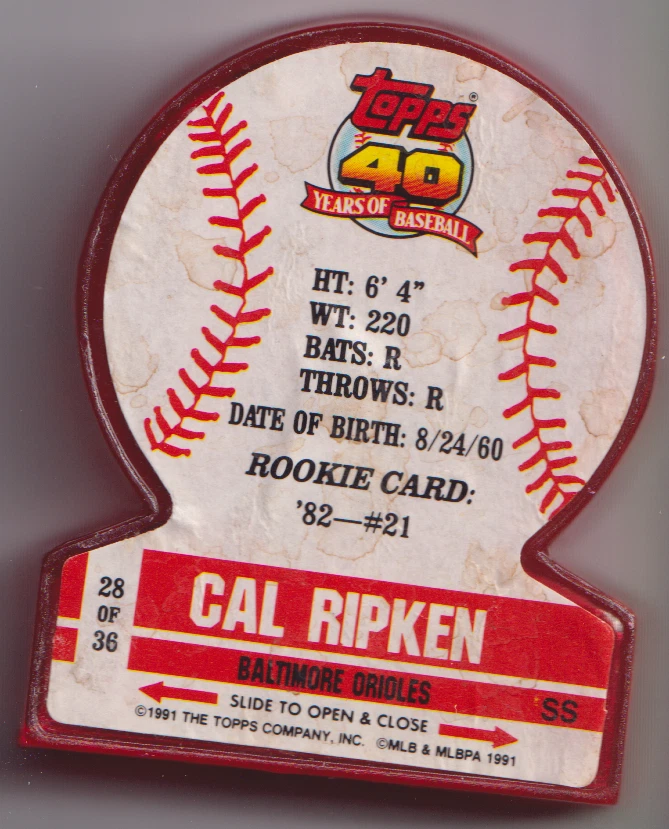 Topps®
40
YEARS OF BASEBALL
HT: 6' 4"
WT: 220
BATS: R
THROWS: R
DATE OF BIRTH: 8/24/60
ROOKIE CARD:
'82—#21
28
OF
36
CAL RIPKEN
BALTIMORE ORIOLES
SS
SLIDE TO OPEN & CLOSE
©1991 THE TOPPS COMPANY, INC. ©MLB & MLBPA 1991